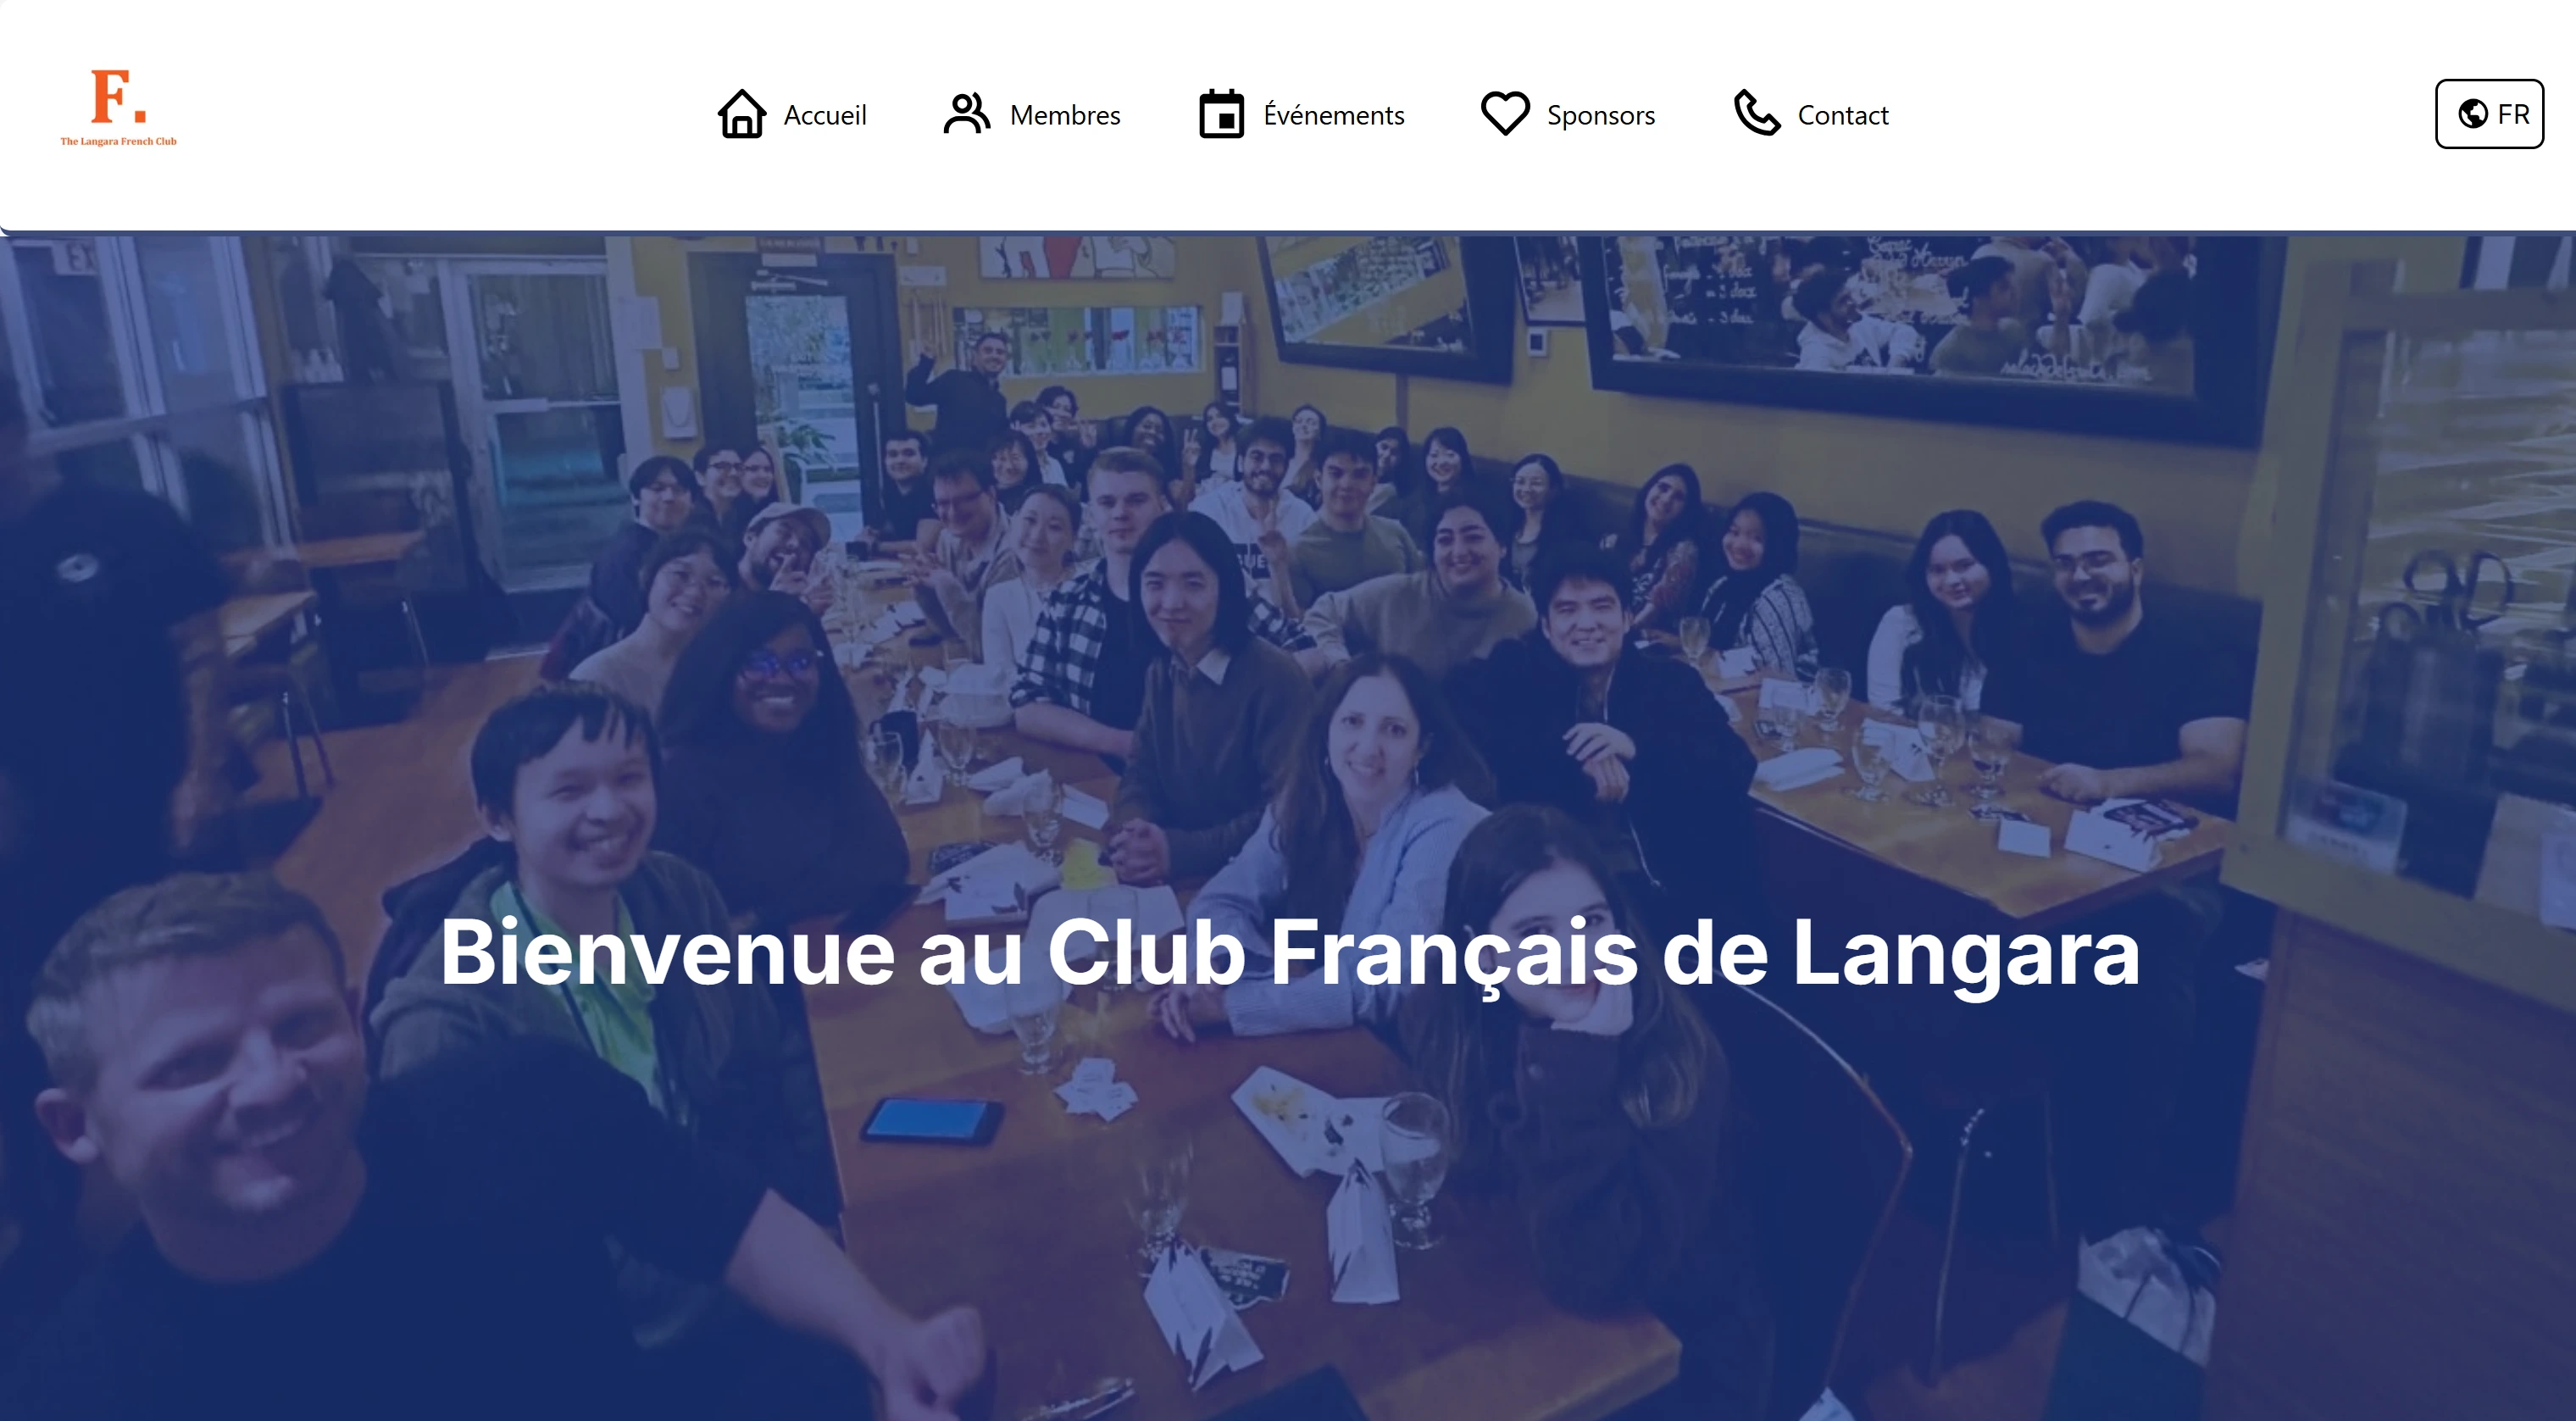 F.
The Langara French Club
Accueil
Membres
Événements
Sponsors
Contact
FR
Bienvenue au Club Français de Langara